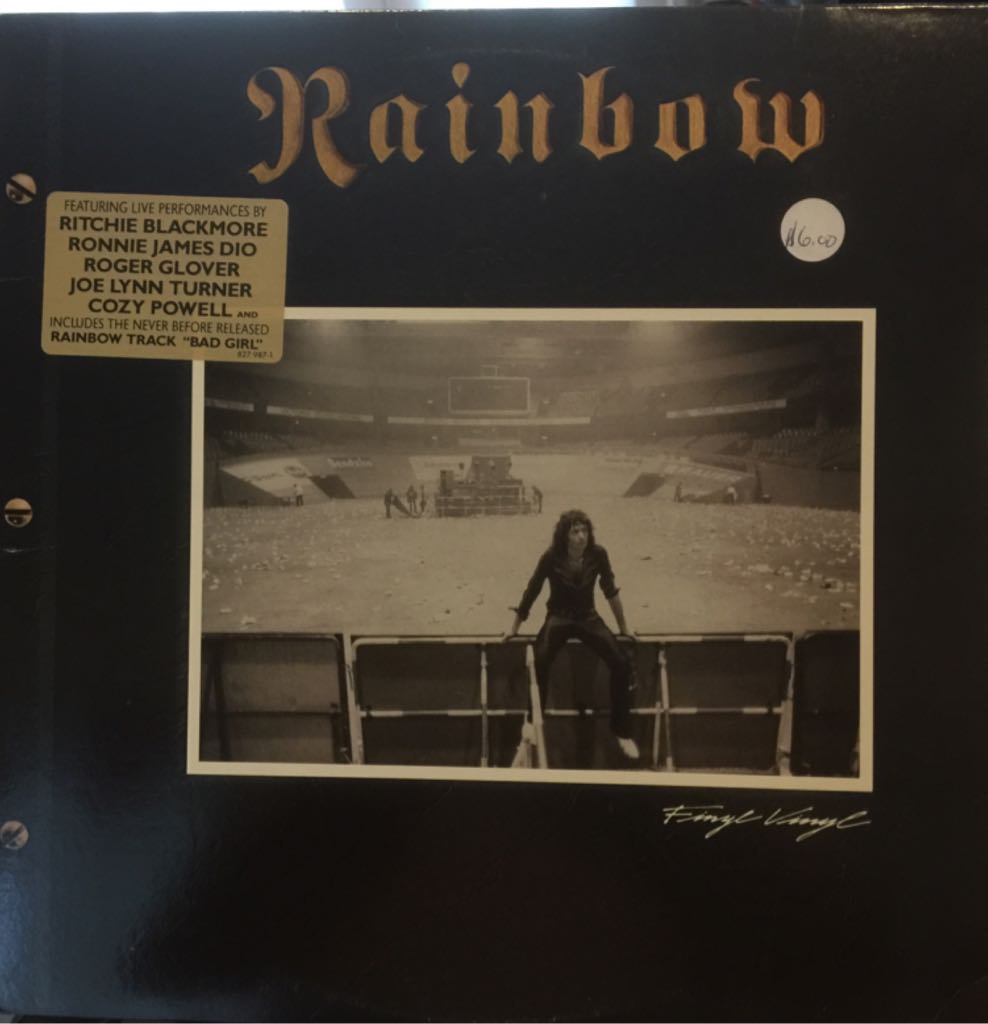 Rainbow
FEATURING LIVE PERFORMANCES BY
RITCHIE BLACKMORE
RONNIE JAMES DIO
ROGER GLOVER
JOE LYNN TURNER
COZY POWELL AND
INCLUDES THE NEVER BEFORE RELEASED
RAINBOW TRACK "BAD GIRL"
827 987-1
$6.00
Finyl Vinyl